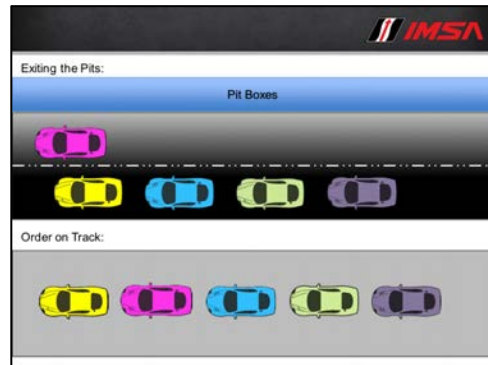 IMSA
Exiting the Pits:
Pit Boxes
Order on Track: